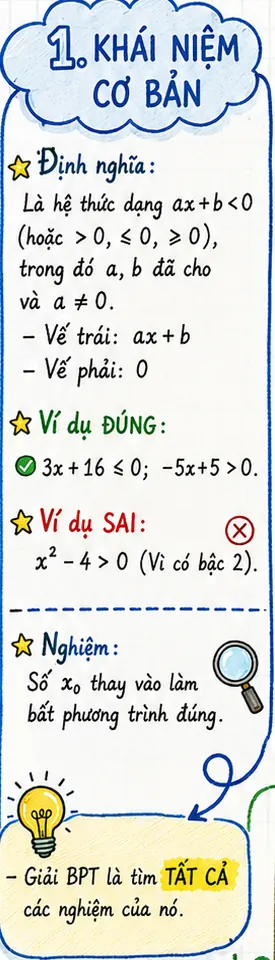 1. KHÁI NIỆM
CƠ BẢN
Định nghĩa:
Là hệ thức dạng ax+b<0
(hoặc > 0, ≤ 0, ≥ 0),
trong đó a, b đã cho
và a ≠ 0.
– Vế trái: ax + b
– Vế phải: 0
Ví dụ ĐÚNG:
3x + 16 ≤ 0; -5x+5 > 0.
Ví dụ SAI:
x² - 4 > 0 (Vì có bậc 2).
Nghiệm:
Số x₀ thay vào làm
bất phương trình đúng.
– Giải BPT là tìm TẤT CẢ
các nghiệm của nó.